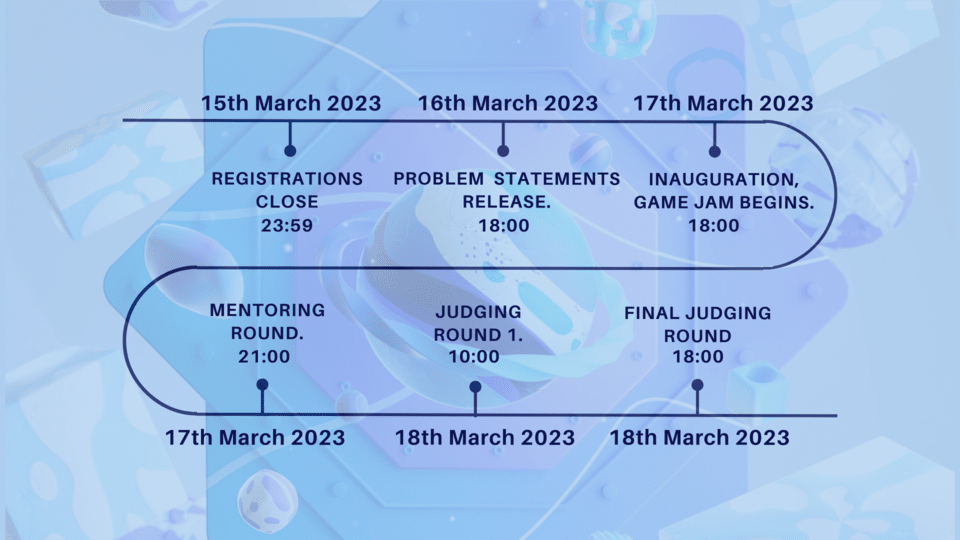 15th March 2023
REGISTRATIONS
CLOSE
23:59
16th March 2023
PROBLEM STATEMENTS
RELEASE.
18:00
17th March 2023
INAUGURATION,
GAME JAM BEGINS.
18:00
MENTORING
ROUND.
21:00
17th March 2023
JUDGING
ROUND 1.
10:00
18th March 2023
FINAL JUDGING
ROUND
18:00
18th March 2023